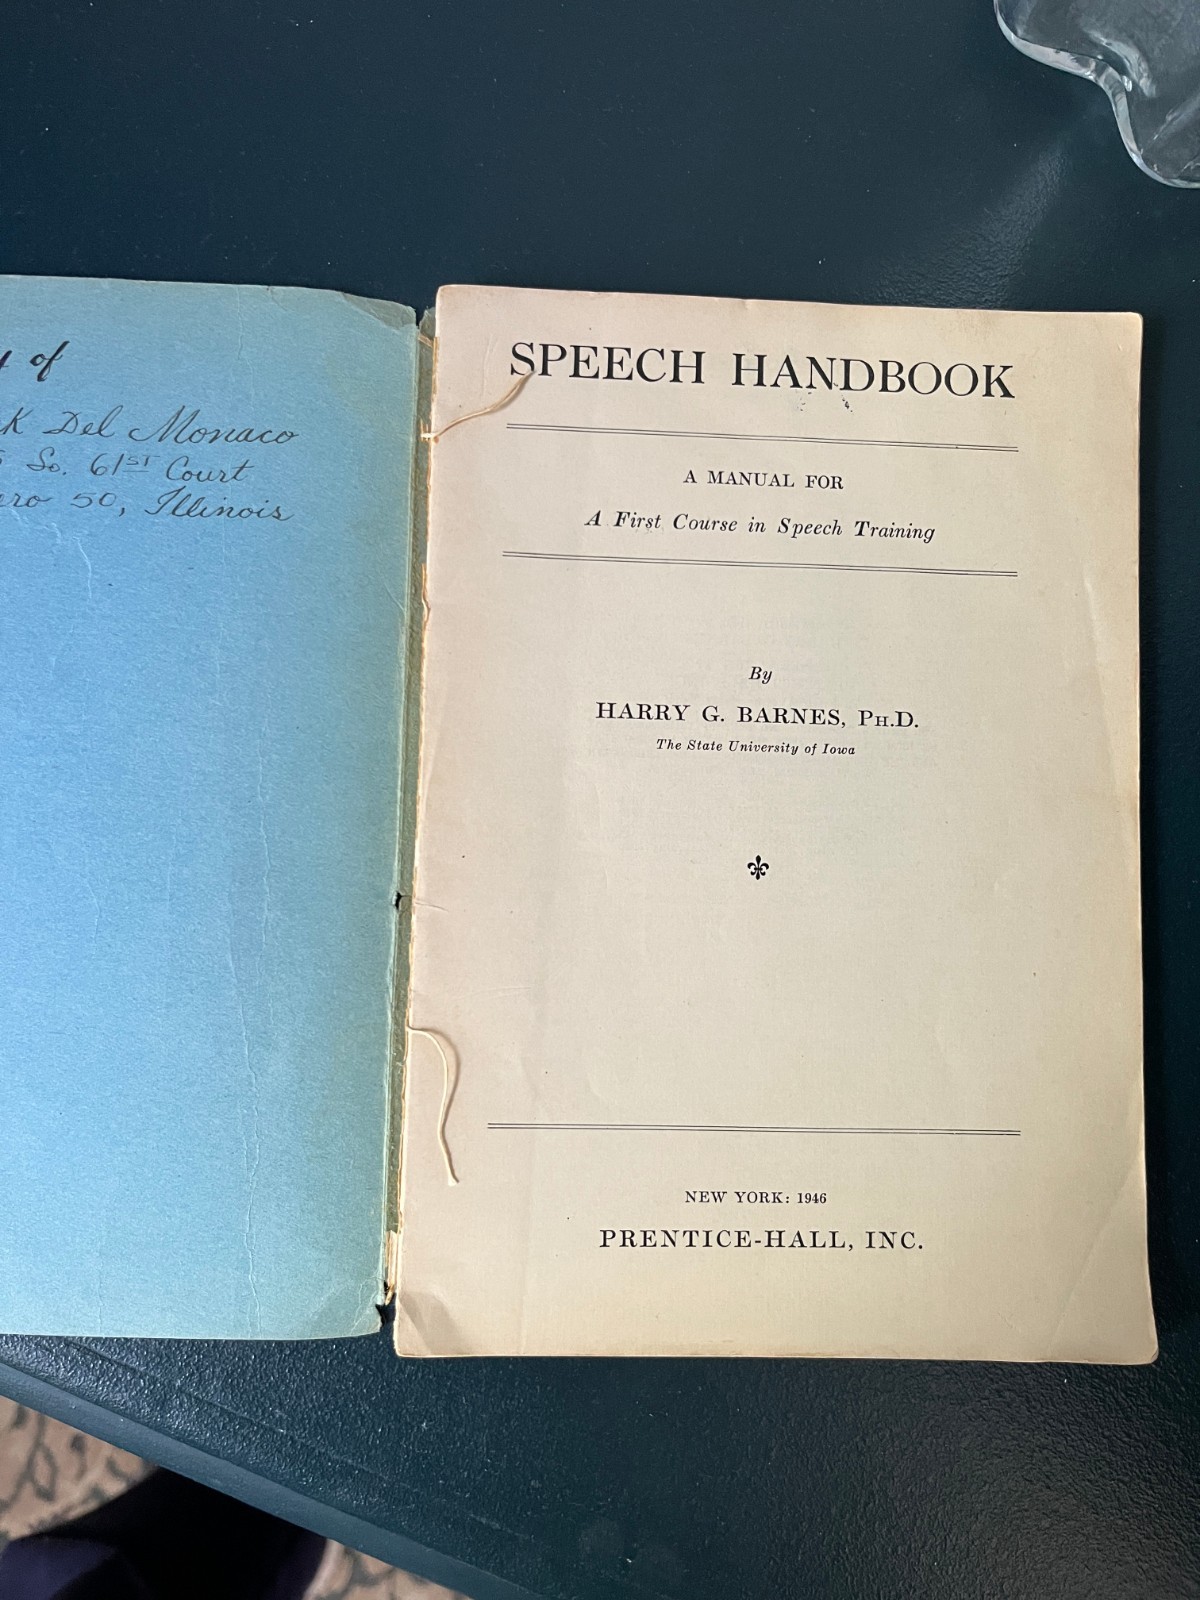 of
Del Monaco
So. 61ST Court
50, Illinois
SPEECH HANDBOOK
A MANUAL FOR
A First Course in Speech Training
By
HARRY G. BARNES, PH.D.
The State University of Iowa
NEW YORK: 1946
PRENTICE-HALL, INC.